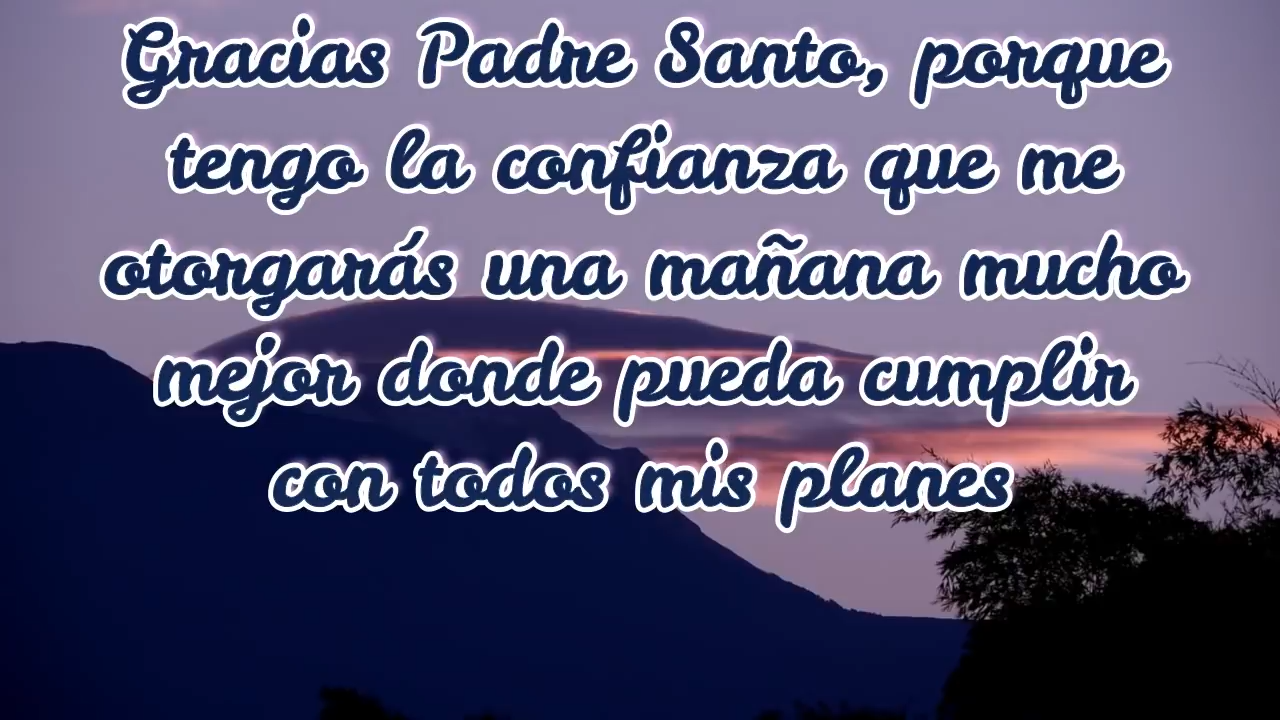 Gracias Padre Santo, porque
tengo la confianza que me
otorgarás una mañana mucho
mejor donde pueda cumplir
con todos mis planes